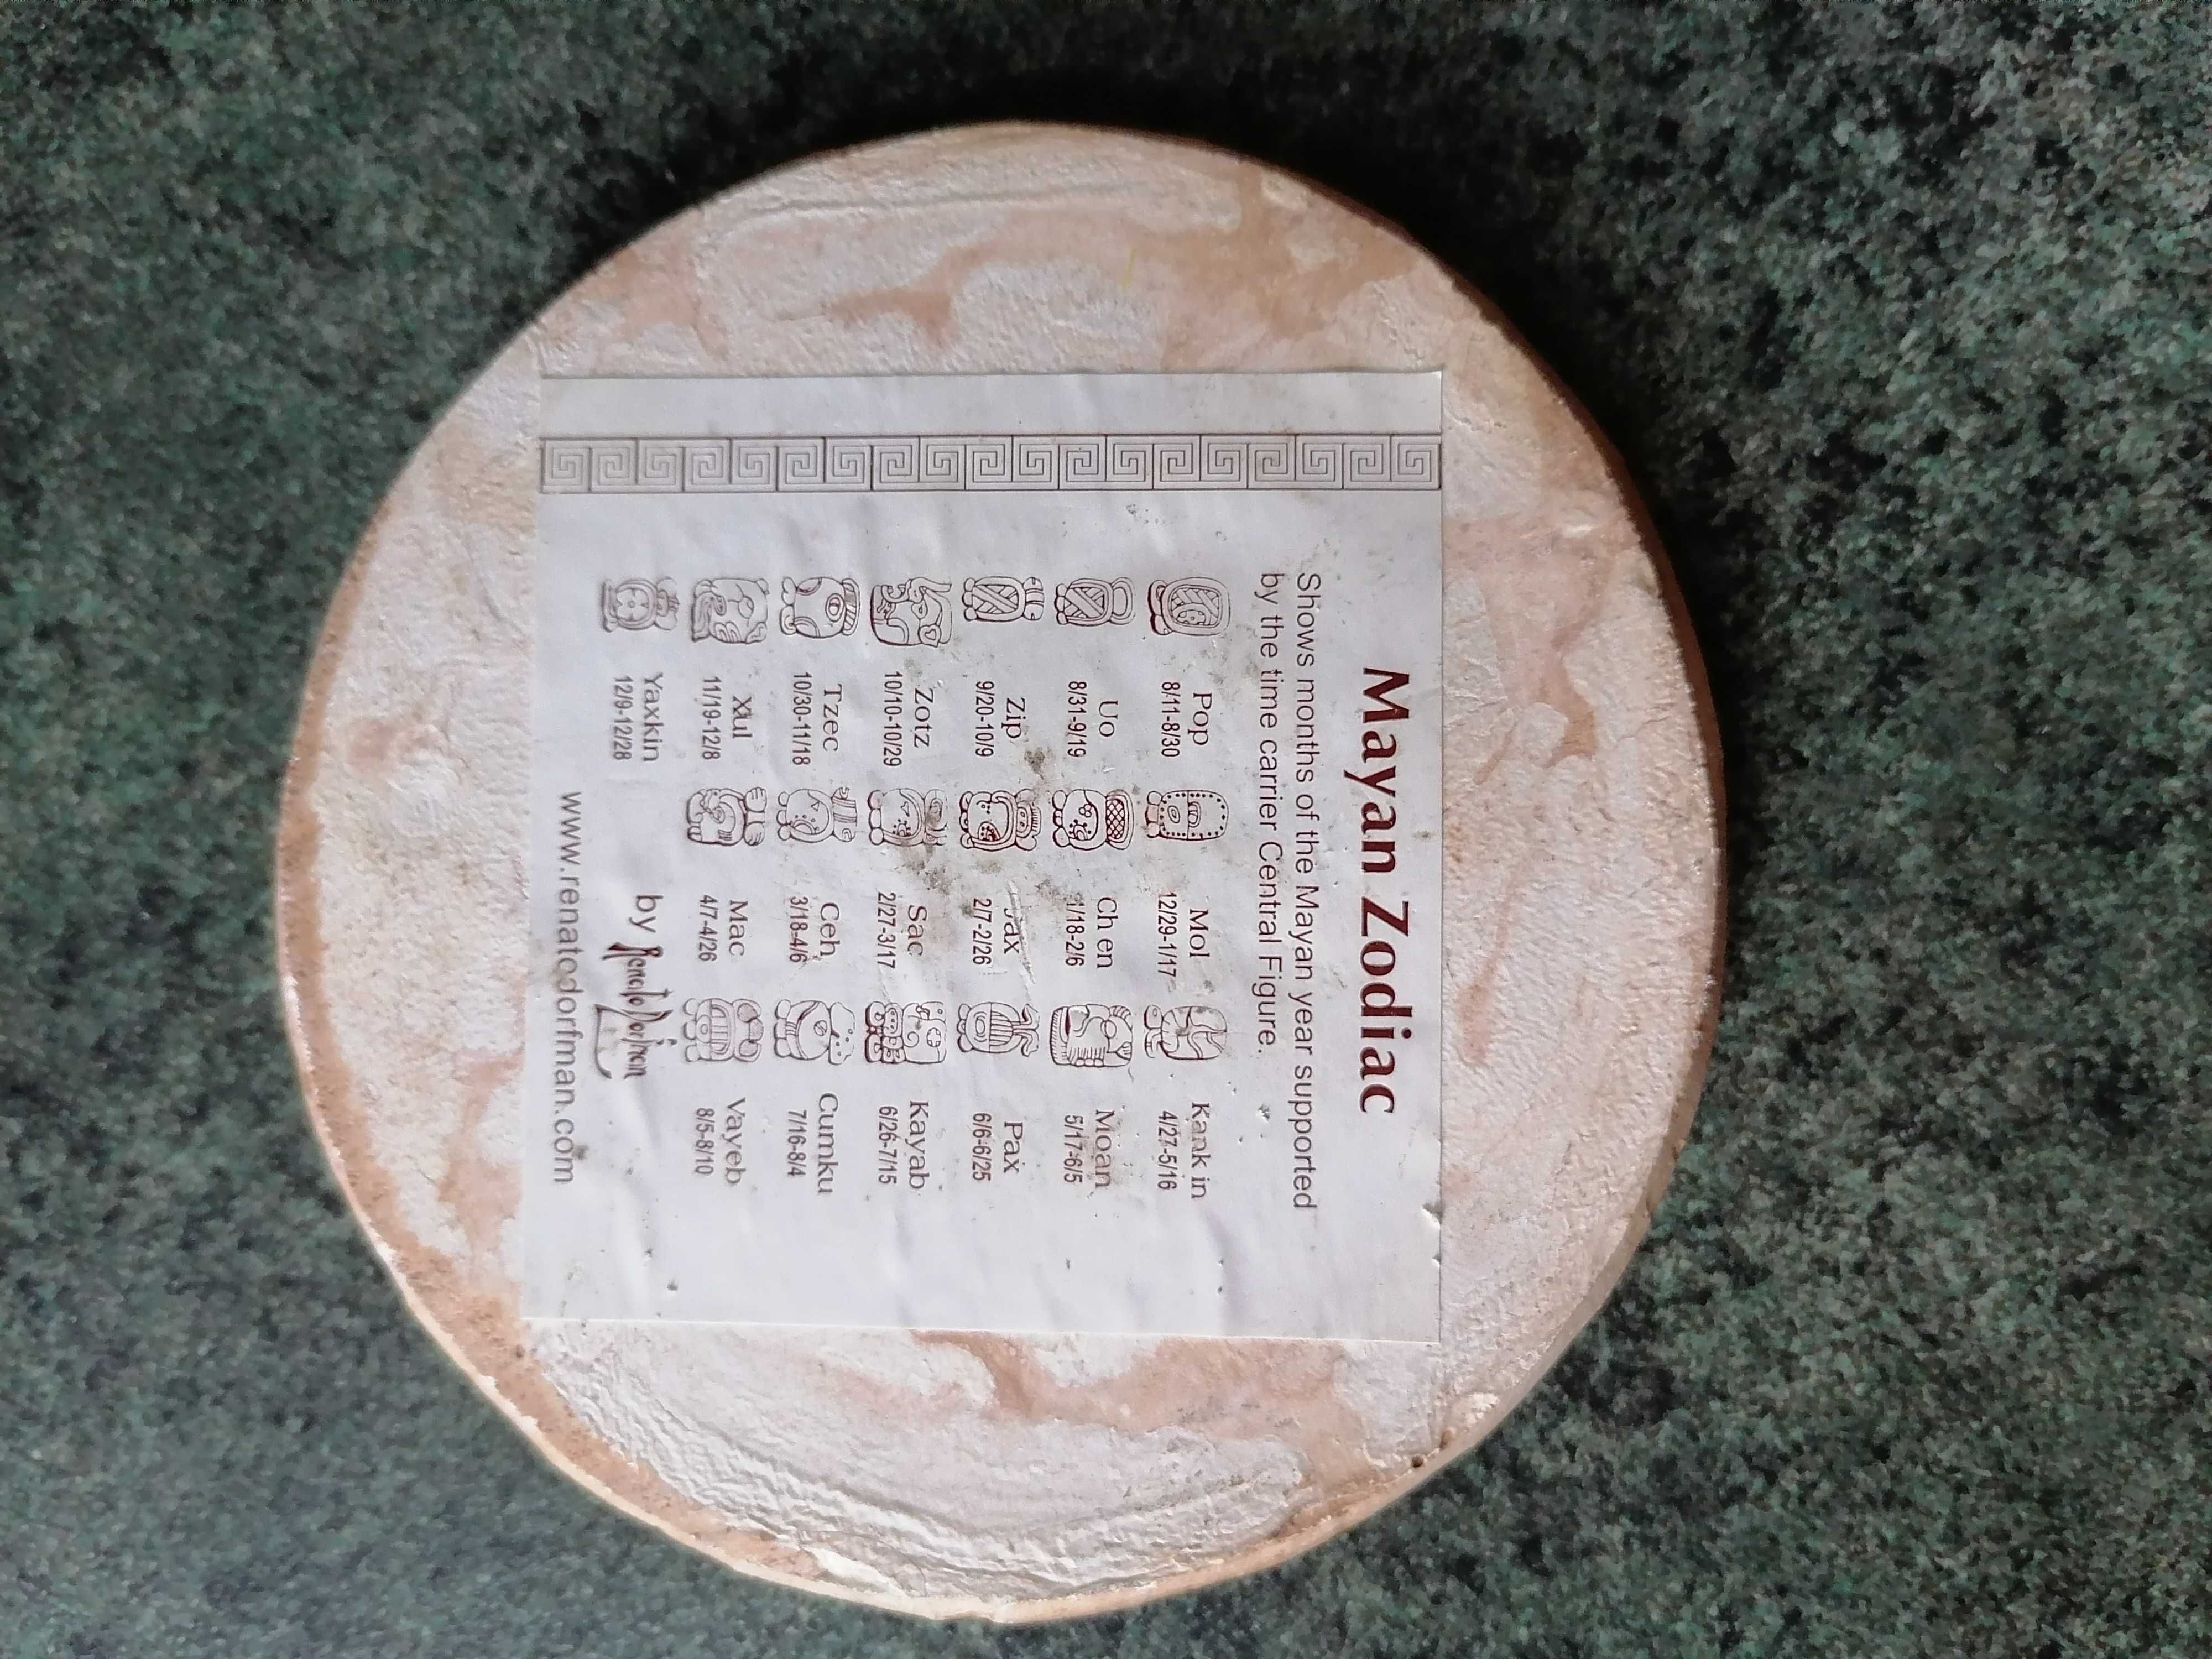 Mayan Zodiac
Shows months of the Mayan year supported
by the time carrier Central Figure.
Pop
8/11-8/30
Uo
8/31-9/19
Zip
9/20-10/9
Zotz
10/10-10/29
Tzec
10/30-11/18
Xul
11/19-12/8
Yaxkin
12/9-12/28
Mol
12/29-1/17
Ch en
1/18-2/6
Jax
2/7-2/26
Sac
2/27-3/17
Ceh
3/18-4/6
Mac
4/7-4/26
Kank in
4/27-5/16
Moan
5/17-6/5
Pax
6/6-6/25
Kayab
6/26-7/15
Cumku
7/16-8/4
Vayeb
8/5-8/10
by Renato Dorfman
www.renatodorfman.com